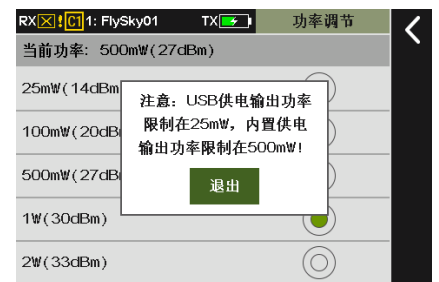 RX C1 1: FlySky01 TX 功率调节
当前功率: 500mW(27dBm)
25mW(14dBm
100mW(20dB
500mW(27dB
注意：USB供电输出功率
限制在25mW，内置供电
输出功率限制在500mW!
退出
1W(30dBm)
2W(33dBm)